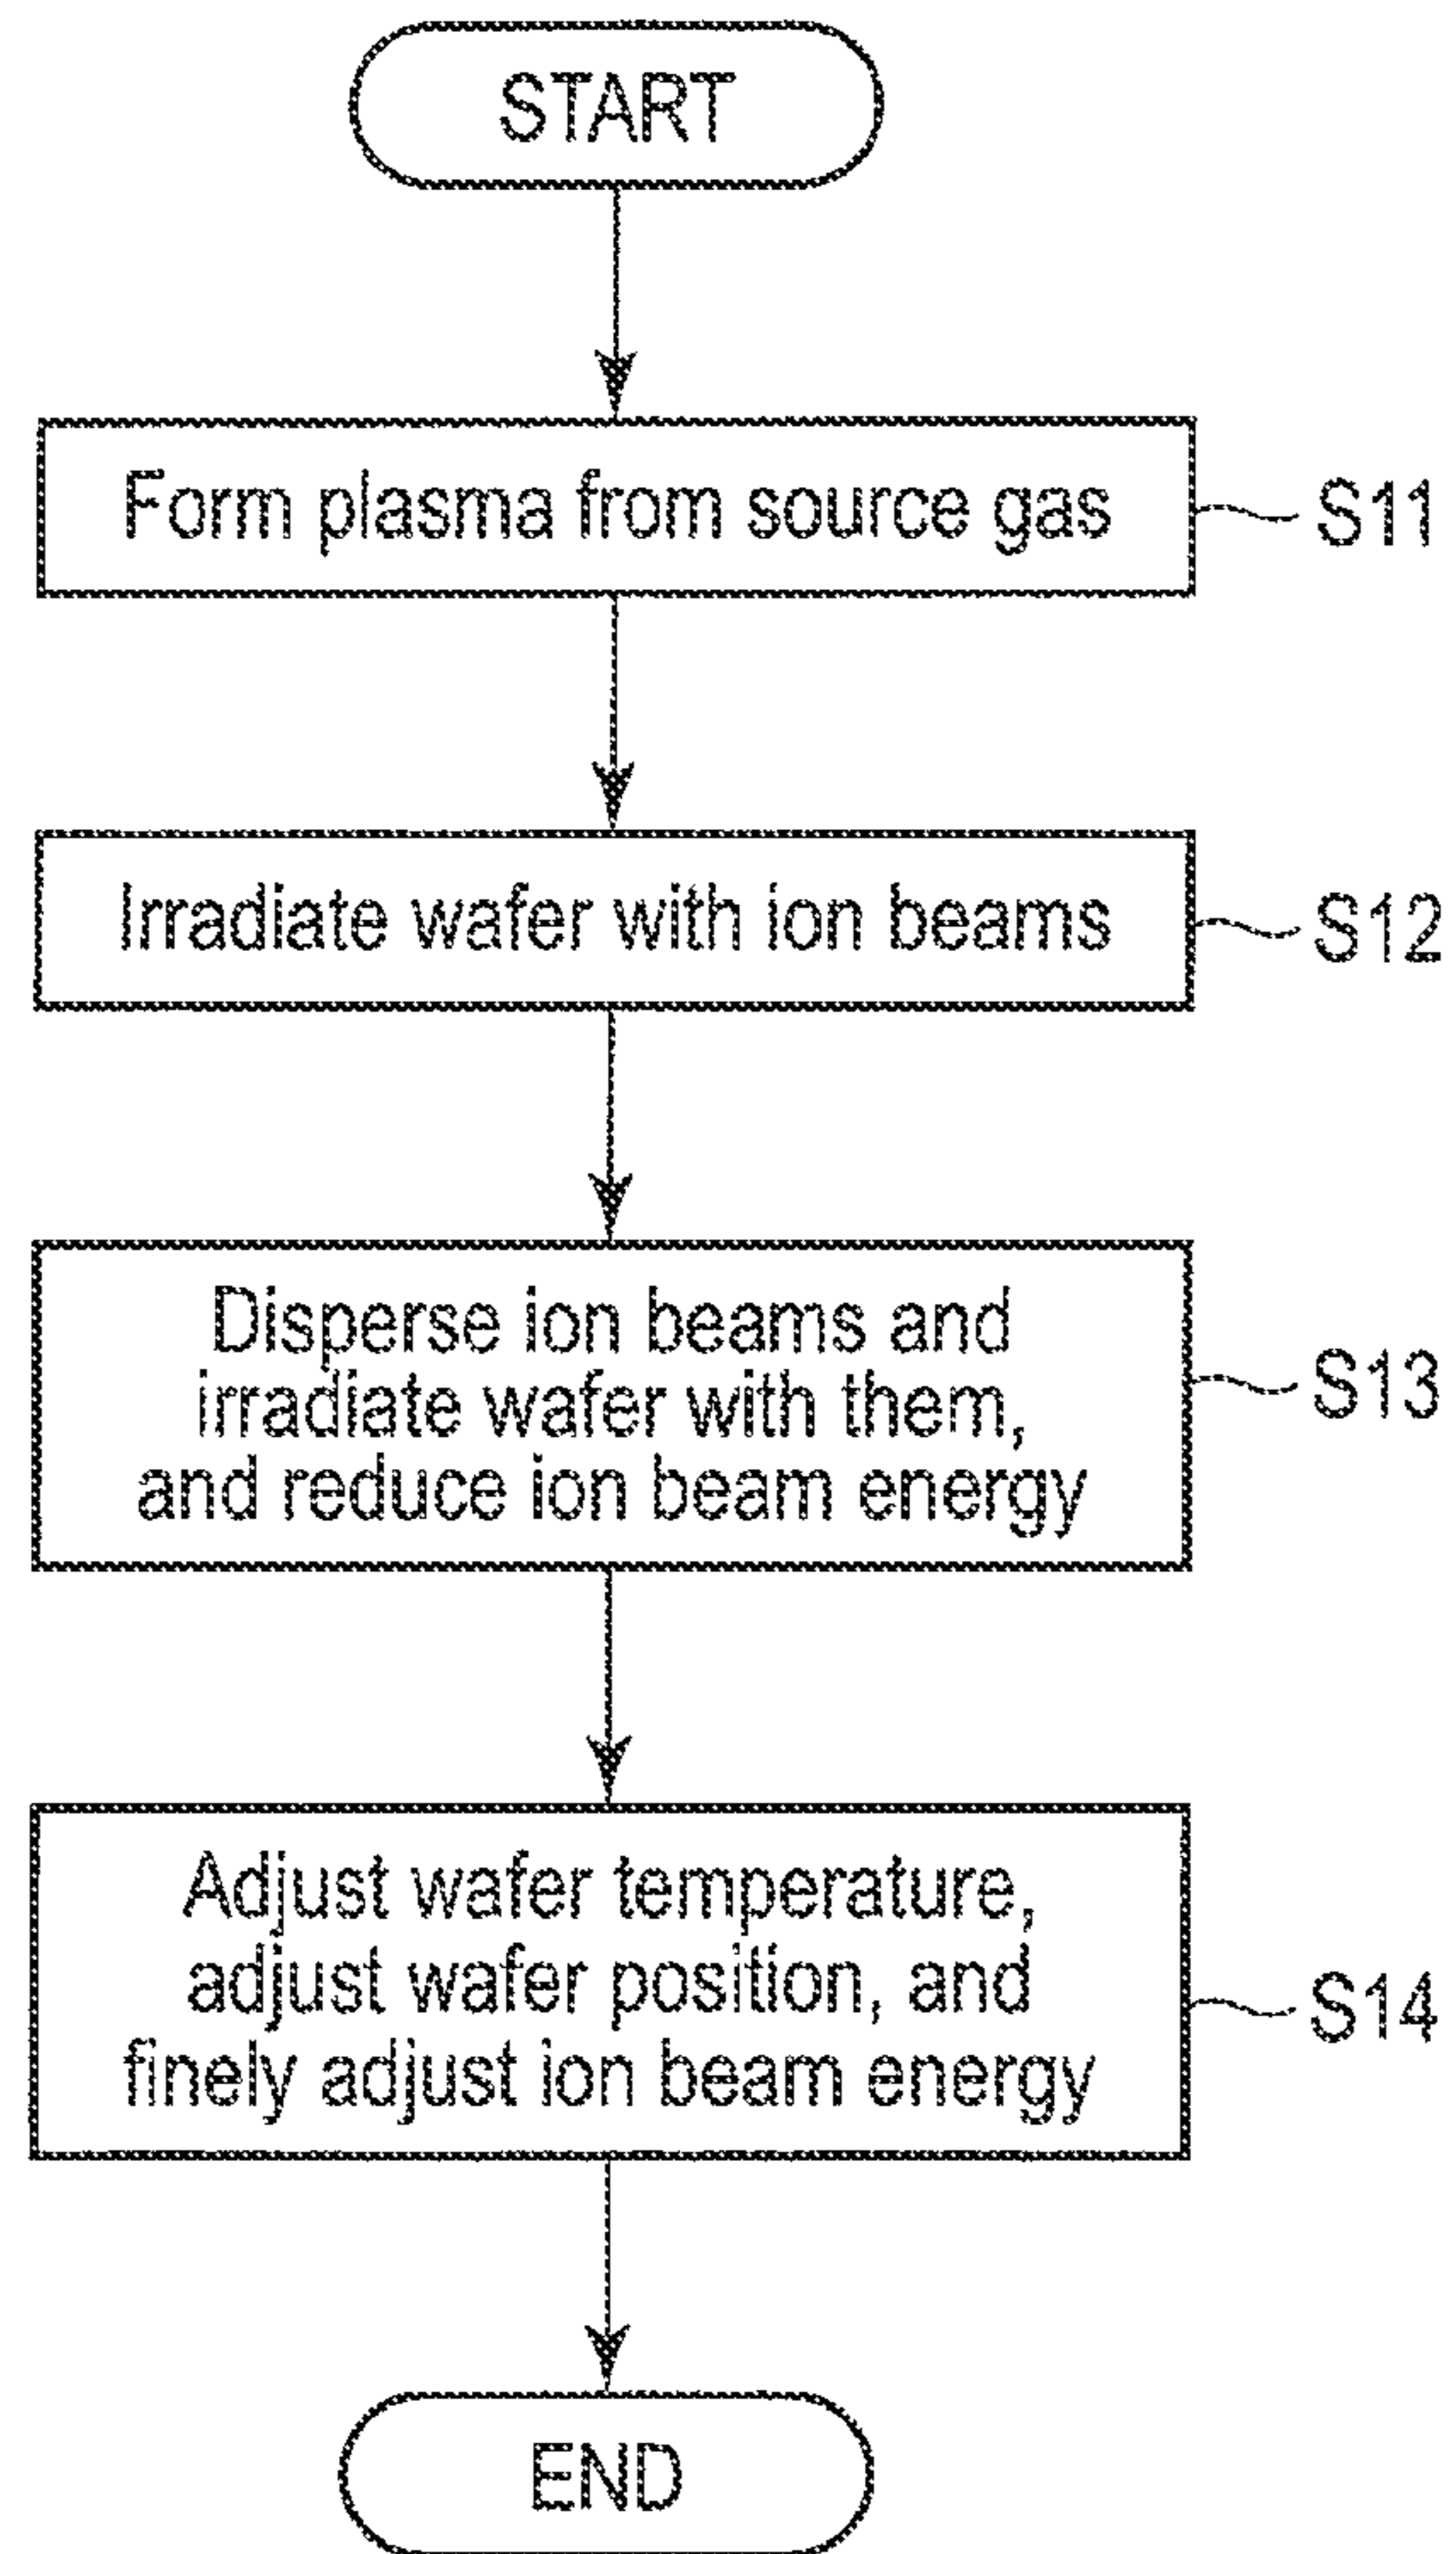 START
Form plasma from source gas
S11
Irradiate wafer with ion beams
S12
Disperse ion beams and
irradiate wafer with them,
and reduce ion beam energy
S13
Adjust wafer temperature,
adjust wafer position, and
finely adjust ion beam energy
S14
END